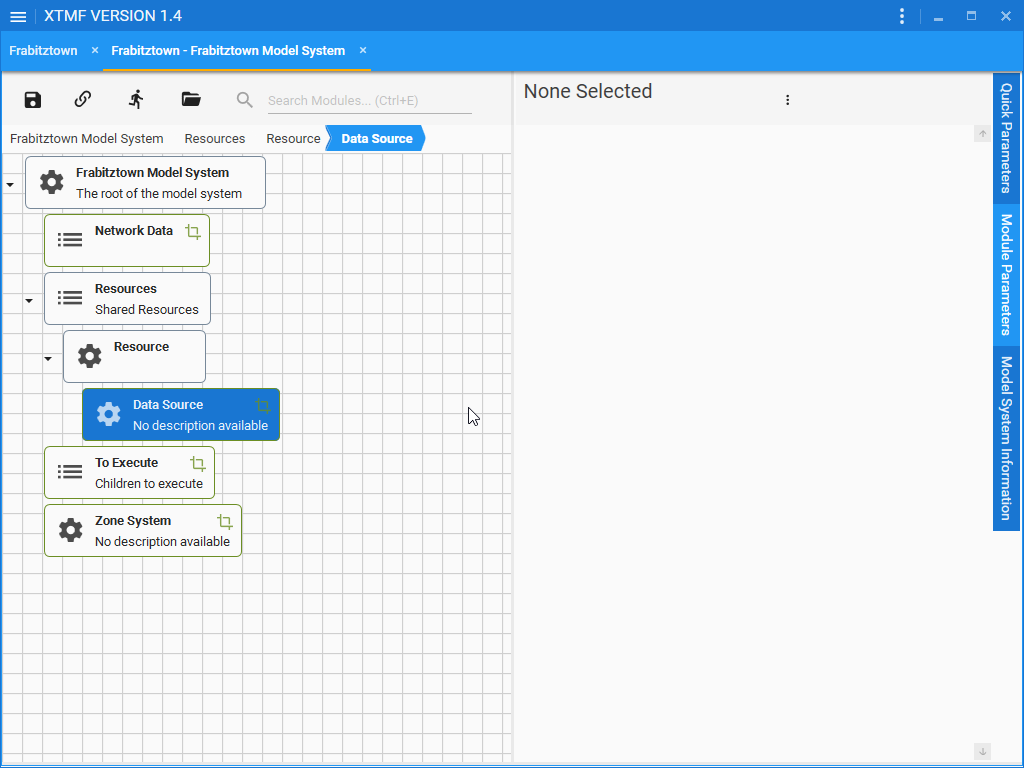 XTMF VERSION 1.4
Frabitztown × Frabitztown - Frabitztown Model System ×
Search Modules... (Ctrl+E)
None Selected
Frabitztown Model System Resources Resource Data Source
Frabitztown Model System
The root of the model system
Network Data
Resources
Shared Resources
Resource
Data Source
No description available
To Execute
Children to execute
Zone System
No description available
Quick Parameters
Module Parameters
Model System Information